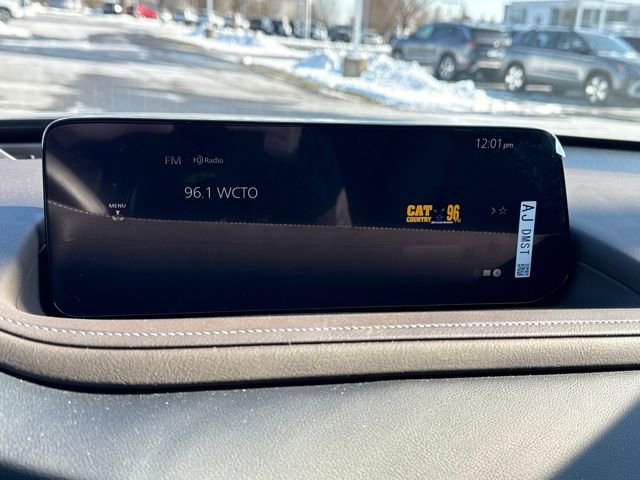 12:01 pm
FM HD Radio
96.1 WCTO
MENU
CAT 96
COUNTRY
AJ DMST